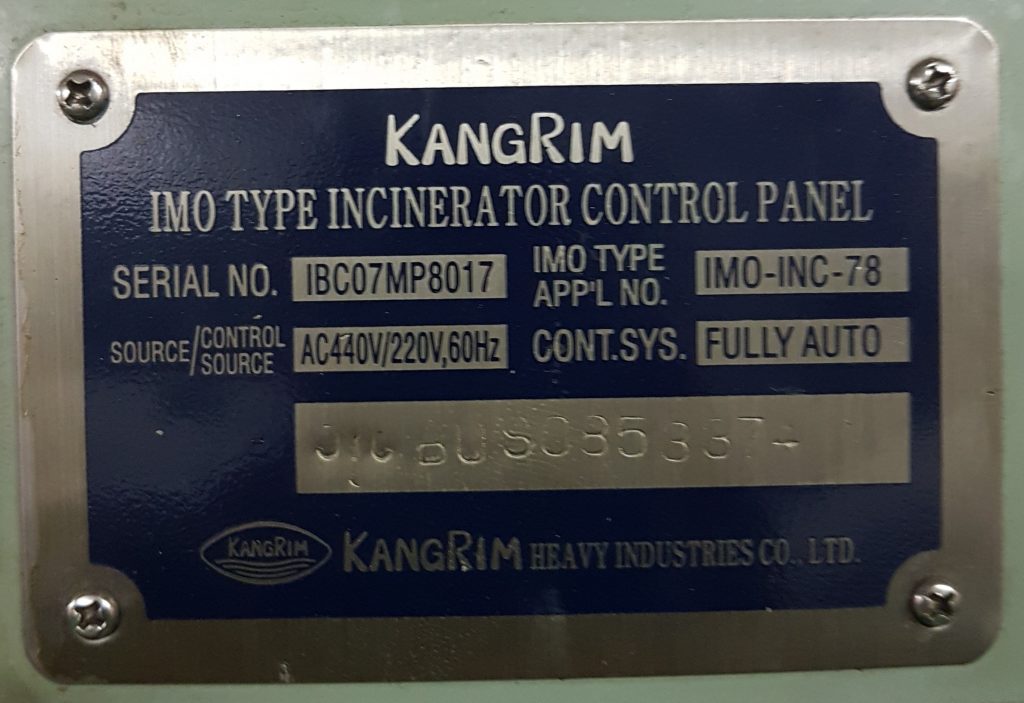 KANGRIM
IMO TYPE INCINERATOR CONTROL PANEL
SERIAL NO. IBC07MP8017
IMO TYPE APP'L NO. IMO-INC-78
SOURCE/CONTROL SOURCE AC440V/220V,60Hz
CONT.SYS. FULLY AUTO
KANGRIM
KANGRIM HEAVY INDUSTRIES CO., LTD.